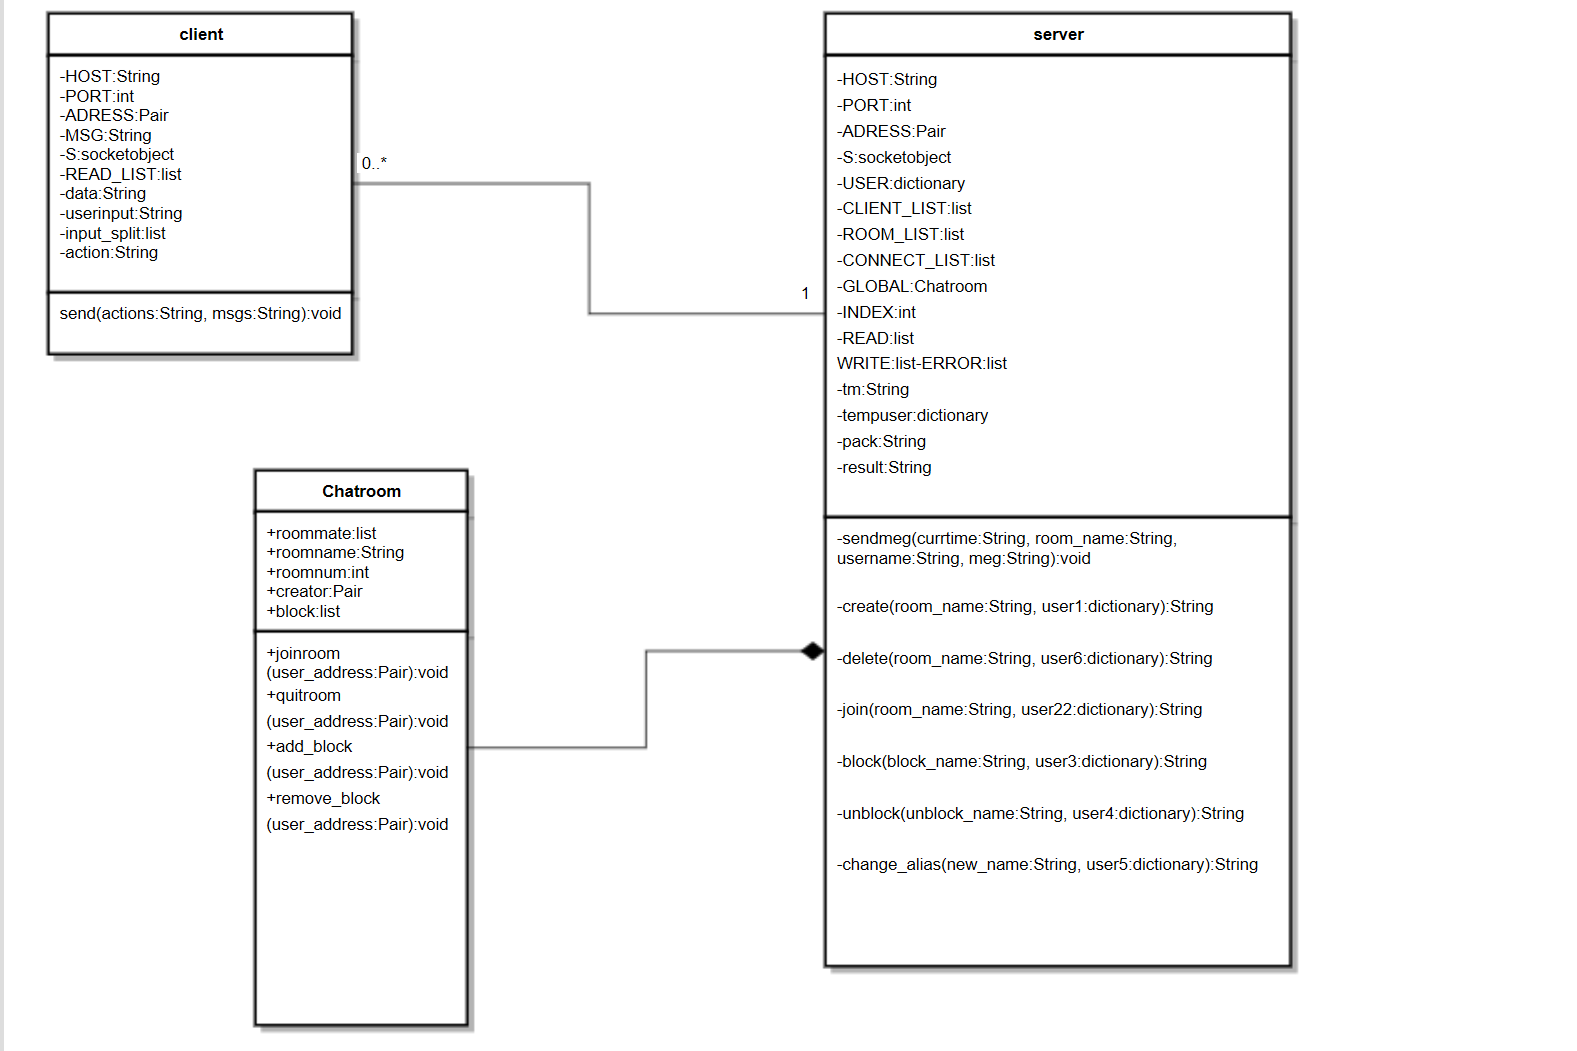 client
-HOST:String
-PORT:int
-ADRESS:Pair
-MSG:String
-S:socketobject
-READ_LIST:list
-data:String
-userinput:String
-input_split:list
-action:String
send(actions:String, msgs:String):void
0..*
1
server
-HOST:String
-PORT:int
-ADRESS:Pair
-S:socketobject
-USER:dictionary
-CLIENT_LIST:list
-ROOM_LIST:list
-CONNECT_LIST:list
-GLOBAL:Chatroom
-INDEX:int
-READ:list
WRITE:list-ERROR:list
-tm:String
-tempuser:dictionary
-pack:String
-result:String
-sendmeg(currtime:String, room_name:String,
username:String, meg:String):void
-create(room_name:String, user1:dictionary):String
-delete(room_name:String, user6:dictionary):String
-join(room_name:String, user22:dictionary):String
-block(block_name:String, user3:dictionary):String
-unblock(unblock_name:String, user4:dictionary):String
-change_alias(new_name:String, user5:dictionary):String
Chatroom
+roommate:list
+roomname:String
+roomnum:int
+creator:Pair
+block:list
+joinroom
(user_address:Pair):void
+quitroom
(user_address:Pair):void
+add_block
(user_address:Pair):void
+remove_block
(user_address:Pair):void